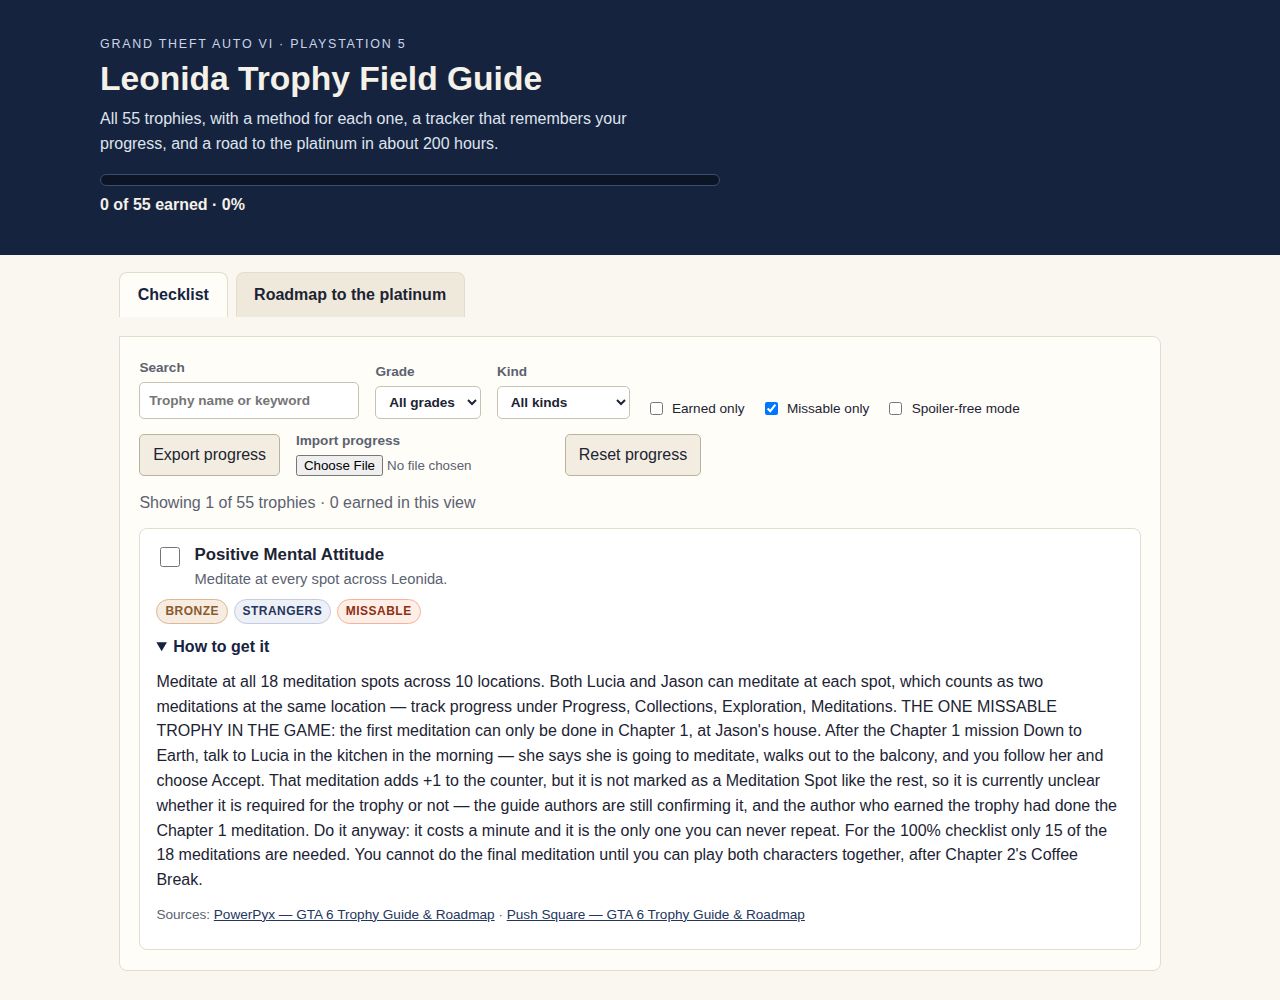 GRAND THEFT AUTO VI · PLAYSTATION 5
Leonida Trophy Field Guide
All 55 trophies, with a method for each one, a tracker that remembers your
progress, and a road to the platinum in about 200 hours.
0 of 55 earned · 0%
Checklist
Roadmap to the platinum
Search
Grade
Kind
Trophy name or keyword
All grades
All kinds
Earned only
Missable only
Spoiler-free mode
Export progress
Import progress
Choose File No file chosen
Reset progress
Showing 1 of 55 trophies · 0 earned in this view
Positive Mental Attitude
Meditate at every spot across Leonida.
BRONZE
STRANGERS
MISSABLE
How to get it
Meditate at all 18 meditation spots across 10 locations. Both Lucia and Jason can meditate at each spot, which counts as two
meditations at the same location — track progress under Progress, Collections, Exploration, Meditations. THE ONE MISSABLE
TROPHY IN THE GAME: the first meditation can only be done in Chapter 1, at Jason's house. After the Chapter 1 mission Down to
Earth, talk to Lucia in the kitchen in the morning — she says she is going to meditate, walks out to the balcony, and you follow her and
choose Accept. That meditation adds +1 to the counter, but it is not marked as a Meditation Spot like the rest, so it is currently unclear
whether it is required for the trophy or not — the guide authors are still confirming it, and the author who earned the trophy had done the
Chapter 1 meditation. Do it anyway: it costs a minute and it is the only one you can never repeat. For the 100% checklist only 15 of the
18 meditations are needed. You cannot do the final meditation until you can play both characters together, after Chapter 2's Coffee
Break.
Sources: PowerPyx — GTA 6 Trophy Guide & Roadmap · Push Square — GTA 6 Trophy Guide & Roadmap